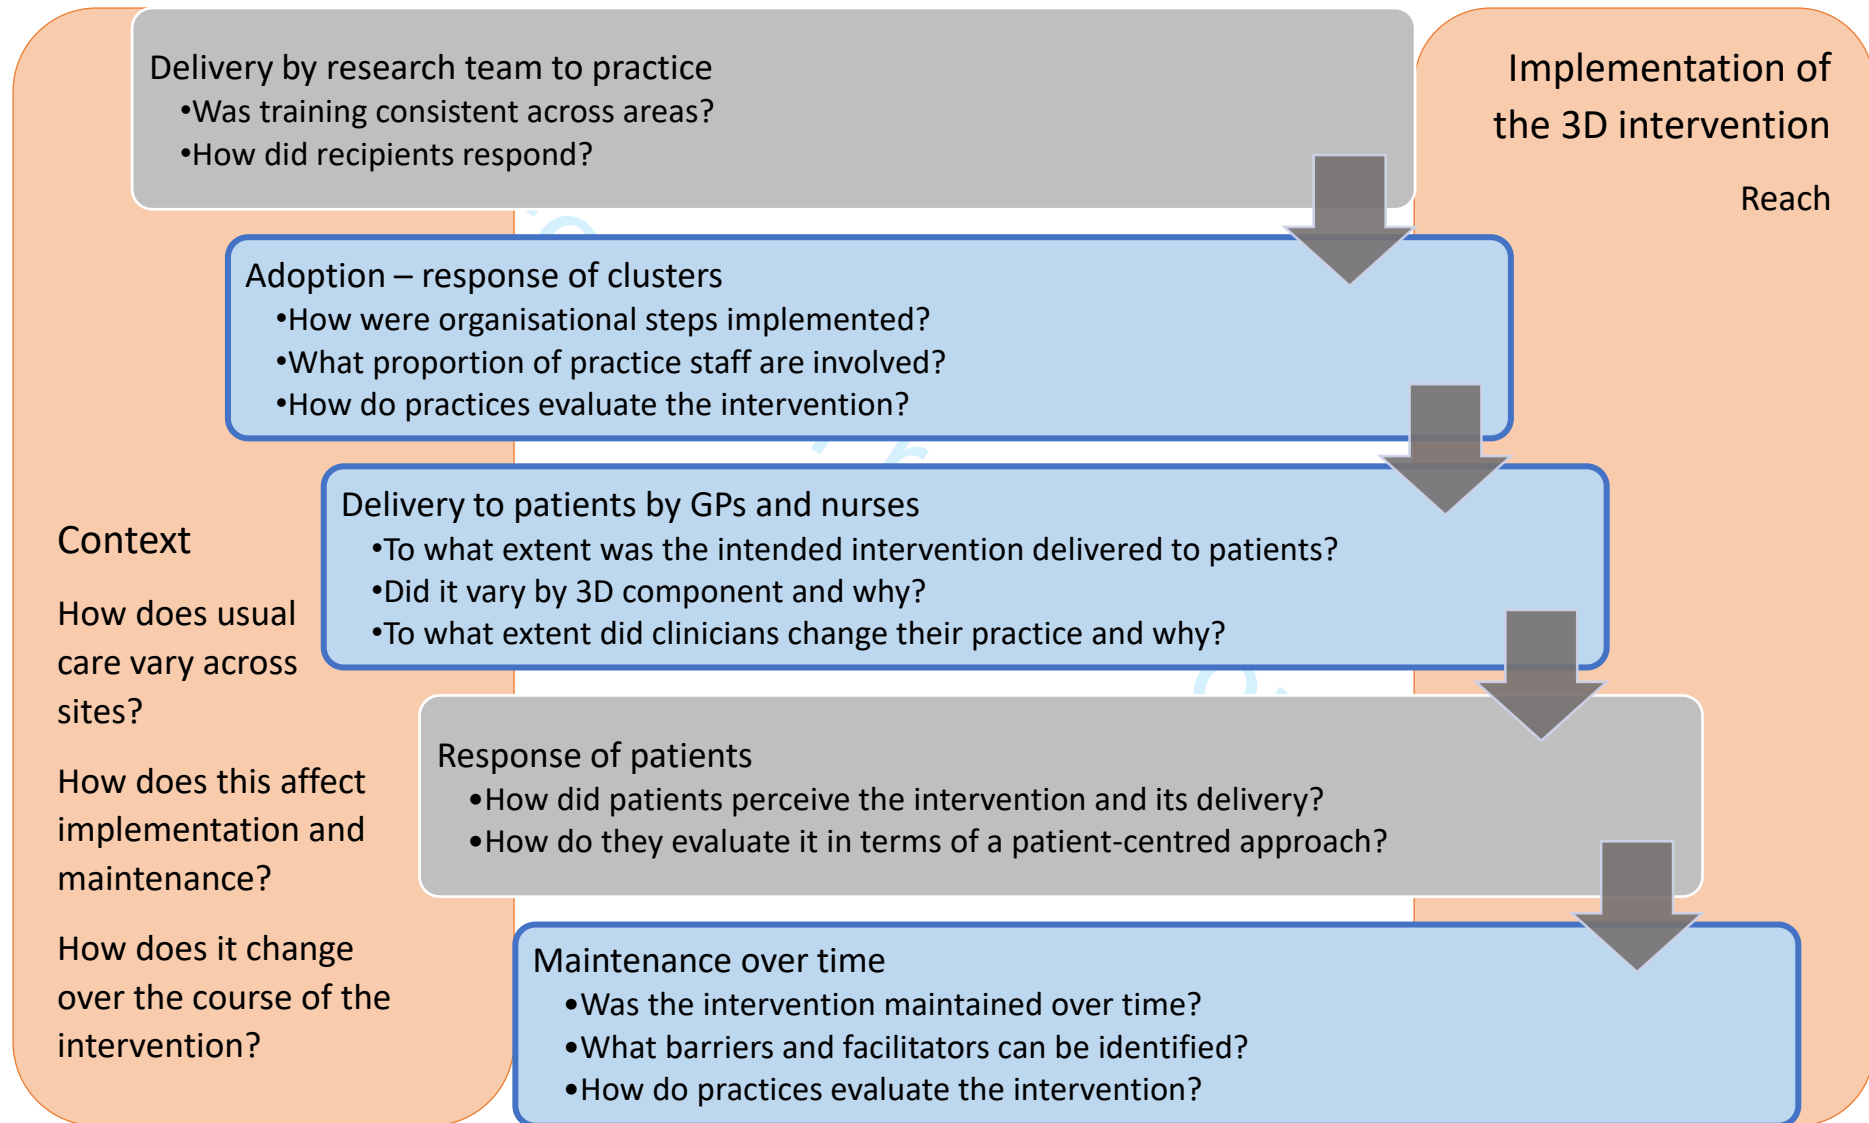 Delivery by research team to practice
•Was training consistent across areas?
•How did recipients respond?
Implementation of
the 3D intervention
Reach
Adoption – response of clusters
•How were organisational steps implemented?
•What proportion of practice staff are involved?
•How do practices evaluate the intervention?
Delivery to patients by GPs and nurses
•To what extent was the intended intervention delivered to patients?
•Did it vary by 3D component and why?
•To what extent did clinicians change their practice and why?
Context
How does usual
care vary across
sites?
How does this affect
implementation and
maintenance?
How does it change
over the course of the
intervention?
Response of patients
•How did patients perceive the intervention and its delivery?
•How do they evaluate it in terms of a patient-centred approach?
Maintenance over time
•Was the intervention maintained over time?
•What barriers and facilitators can be identified?
•How do practices evaluate the intervention?